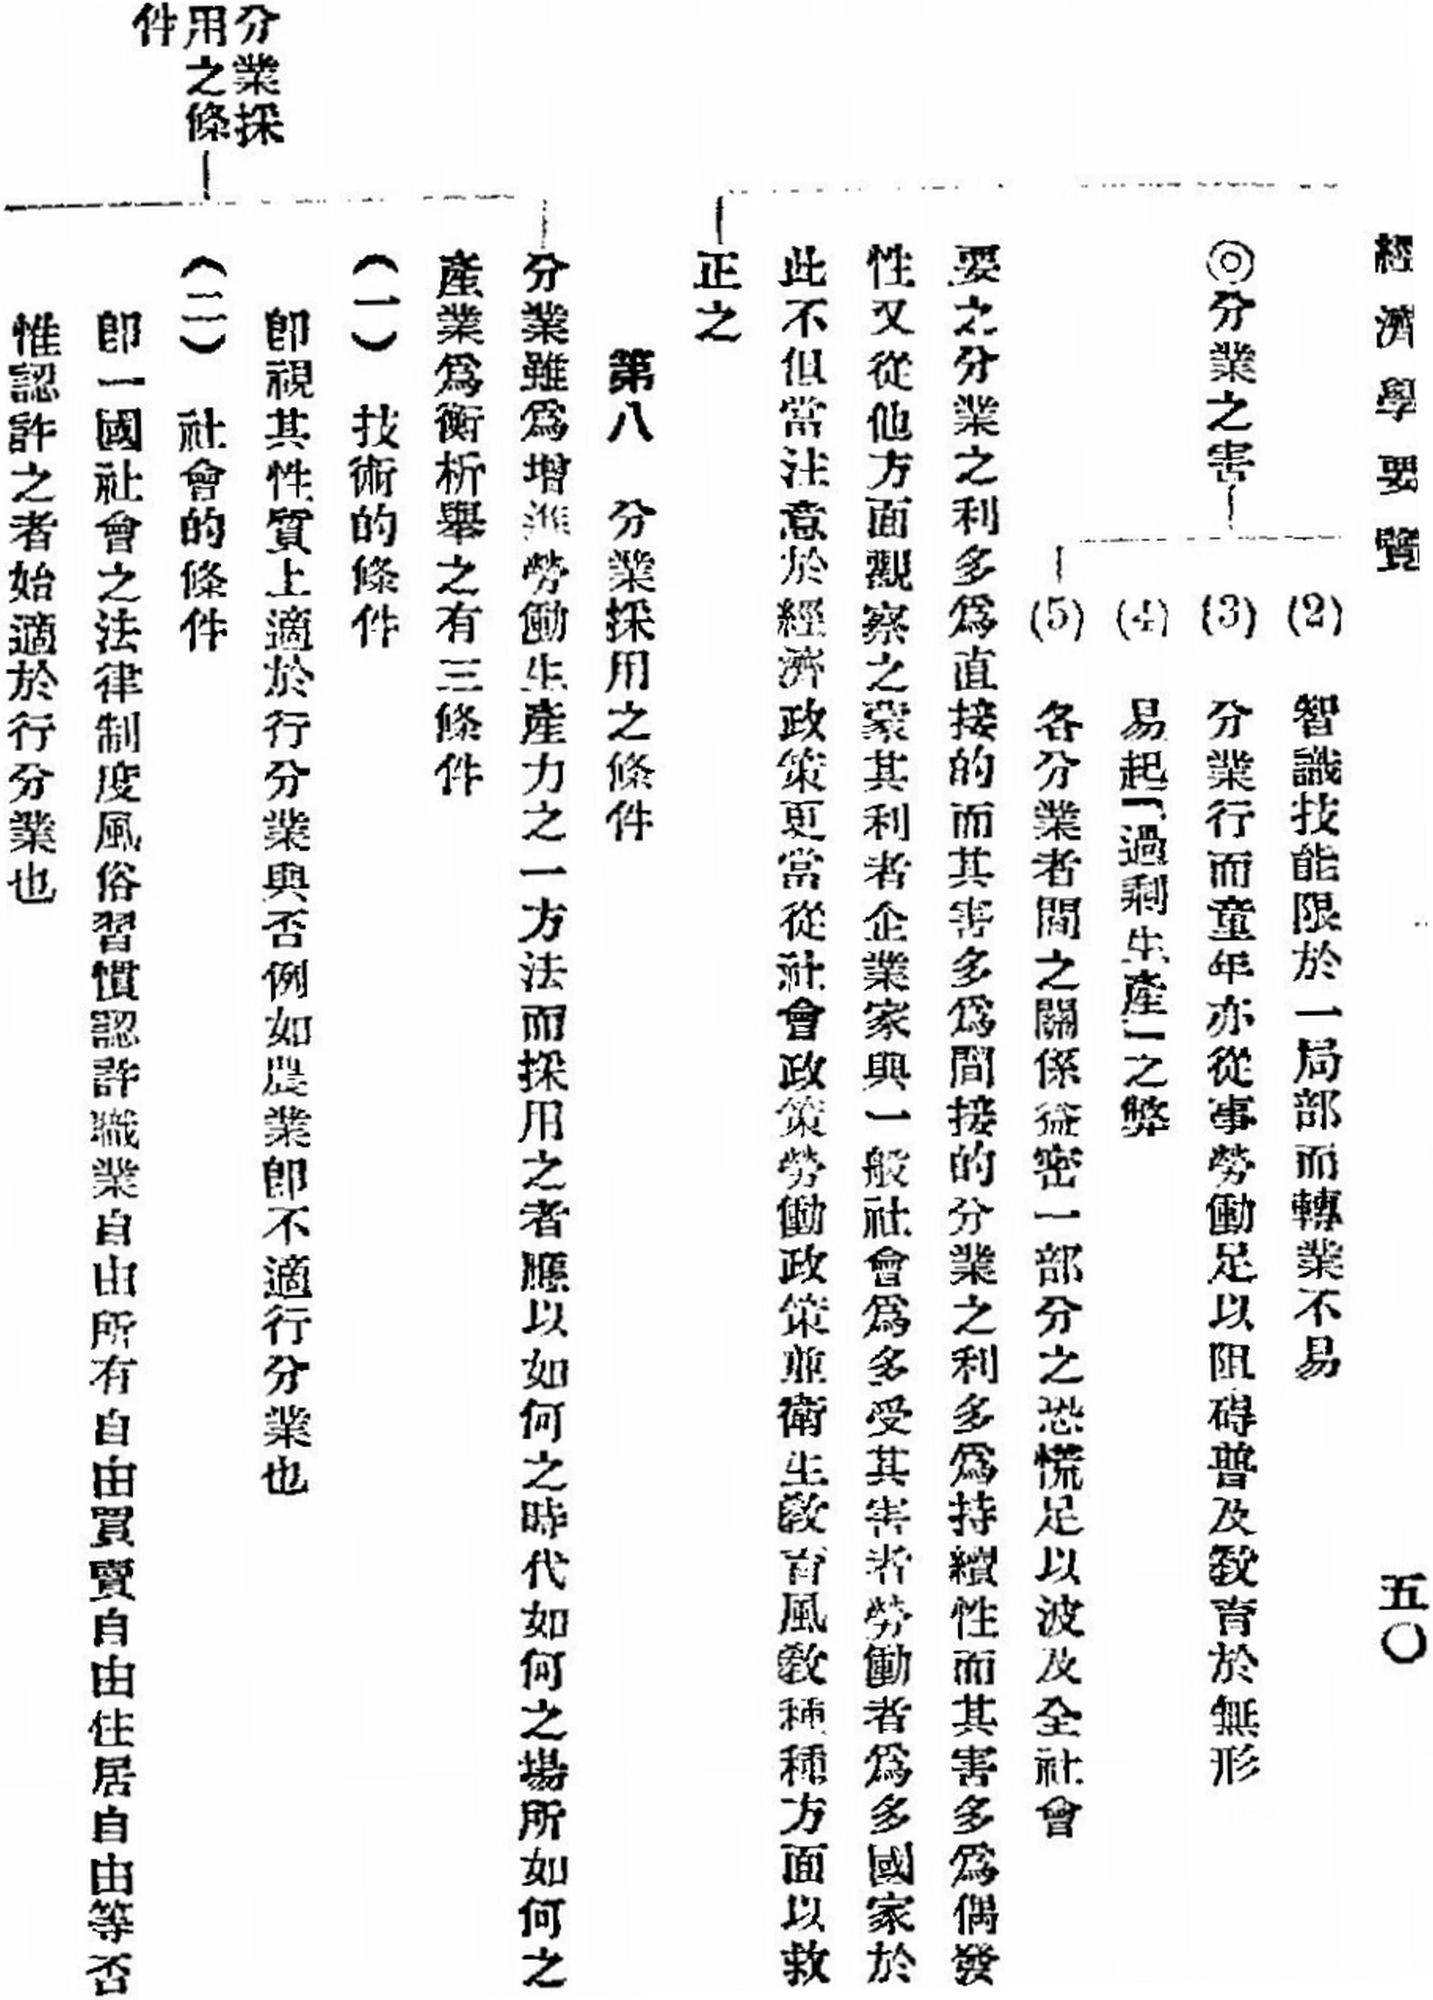 經濟學要覽
五〇
(2) 智識技能限於一局部而轉業不易
◎分業之害
(3) 分業行而童年亦從事勞働足以阻碍普及敎育於無形
(4) 易起「過剩生產」之弊
(5) 各分業者間之關係益密一部分之恐慌足以波及全社會
要之分業之利多爲直接的而其害多爲間接的分業之利多爲持續性而其害多爲偶發
性又從他方面觀察之蒙其利者企業家與一般社會爲多受其害者勞働者爲多國家於
此不但當注意於經濟政策更當從社會政策勞働政策並衛生敎育風敎種種方面以救
正之
第八 分業採用之條件
分業雖爲增進勞働生產力之一方法而採用之者應以如何之時代如何之場所如何之
產業爲衡析舉之有三條件
分業採
用之條
件
(一) 技術的條件
卽視其性質上適於行分業與否例如農業卽不適行分業也
(二) 社會的條件
卽一國社會之法律制度風俗習慣認許職業自由所有自由買賣自由住居自由等否
惟認許之者始適於行分業也